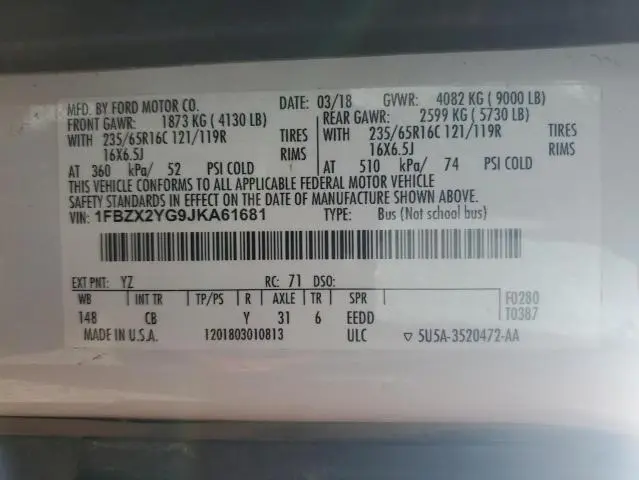 MFD. BY FORD MOTOR CO. DATE: 03/18 GVWR: 4082 KG ( 9000 LB)
FRONT GAWR: 1873 KG ( 4130 LB) REAR GAWR: 2599 KG ( 5730 LB)
WITH 235/65R16C 121/119R TIRES WITH 235/65R16C 121/119R TIRES
16X6.5J RIMS 16X6.5J RIMS
AT 360 kPa/ 52 PSI COLD AT 510 kPa/ 74 PSI COLD
THIS VEHICLE CONFORMS TO ALL APPLICABLE FEDERAL MOTOR VEHICLE
SAFETY STANDARDS IN EFFECT ON THE DATE OF MANUFACTURE SHOWN ABOVE.
VIN: 1FBZX2YG9JKA61681 TYPE: Bus (Not school bus)
EXT PNT: YZ RC: 71 DSO:
WB INT TR TP/PS R AXLE TR SPR F0280
148 CB Y 31 6 EEDD T0387
MADE IN U.S.A. 1201803010813 ULC ▽ 5U5A-3520472-AA